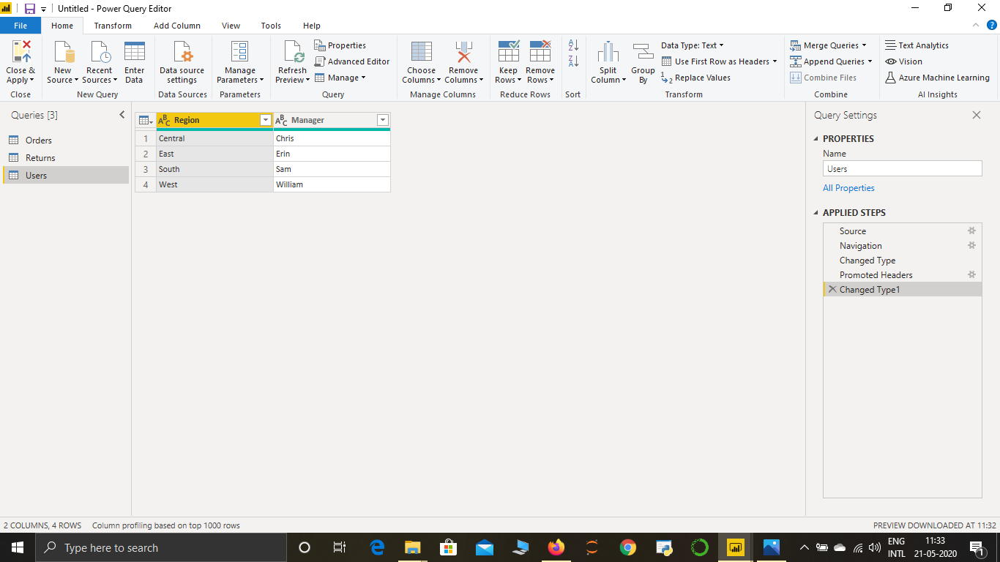 Untitled - Power Query Editor
File Home Transform Add Column View Tools Help
Close & Apply
New Source
Recent Sources
Enter Data
Data source settings
Manage Parameters
Refresh Preview
Properties
Advanced Editor
Manage
Choose Columns
Remove Columns
Keep Rows
Remove Rows
Split Column
Group By
Data Type: Text
Use First Row as Headers
Replace Values
Merge Queries
Append Queries
Combine Files
Text Analytics
Vision
Azure Machine Learning
Close New Query Data Sources Parameters Query Manage Columns Reduce Rows Sort Transform Combine AI Insights
Queries [3]
Orders
Returns
Users
ABC Region ABC Manager
1 Central Chris
2 East Erin
3 South Sam
4 West William
Query Settings
PROPERTIES
Name
Users
All Properties
APPLIED STEPS
Source
Navigation
Changed Type
Promoted Headers
Changed Type1
2 COLUMNS, 4 ROWS Column profiling based on top 1000 rows
PREVIEW DOWNLOADED AT 11:32
Type here to search
ENG
INTL
11:33
21-05-2020
1